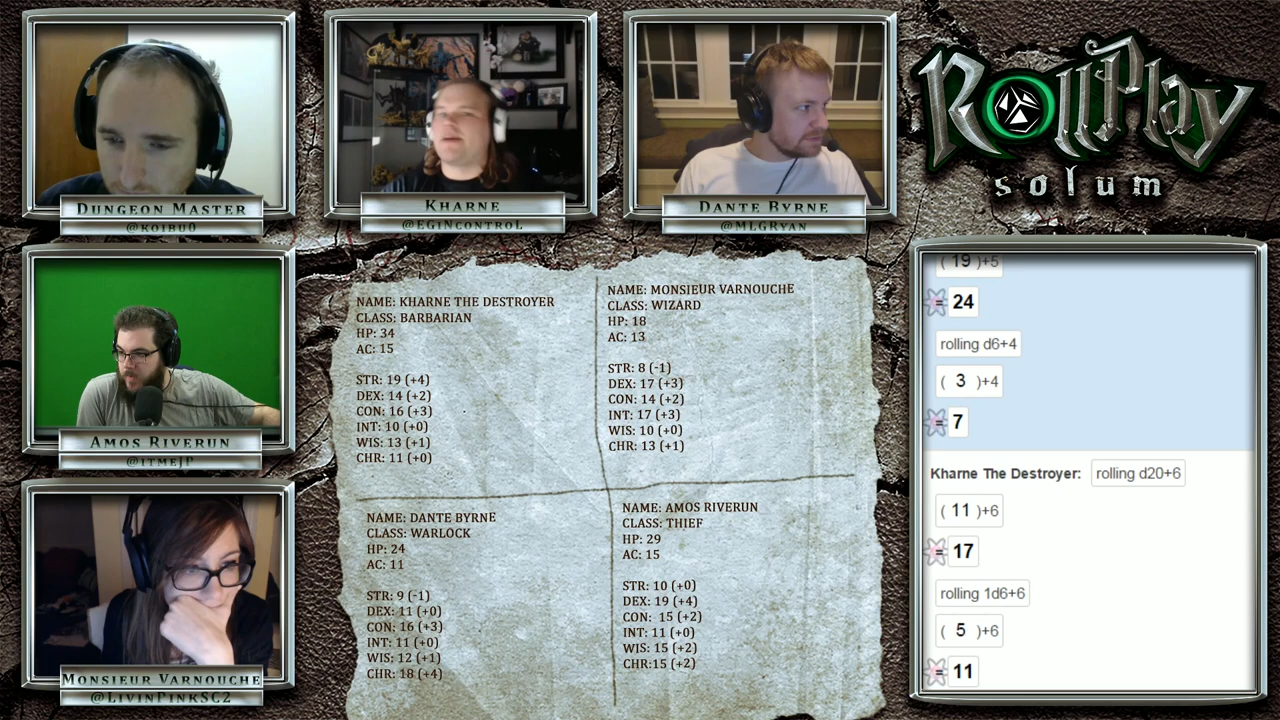 DUNGEON MASTER
@KOIBU0
KHARNE
@EGINCONTROL
DANTE BYRNE
@MLGRYAN
ROLLPLAY
solum
AMOS RIVERUN
@ITMEJP
MONSIEUR VARNOUCHE
@LIVINPINKSC2
NAME: KHARNE THE DESTROYER
CLASS: BARBARIAN
HP: 34
AC: 15
STR: 19 (+4)
DEX: 14 (+2)
CON: 16 (+3)
INT: 10 (+0)
WIS: 13 (+1)
CHR: 11 (+0)
NAME: MONSIEUR VARNOUCHE
CLASS: WIZARD
HP: 18
AC: 13
STR: 8 (-1)
DEX: 17 (+3)
CON: 14 (+2)
INT: 17 (+3)
WIS: 10 (+0)
CHR: 13 (+1)
NAME: DANTE BYRNE
CLASS: WARLOCK
HP: 24
AC: 11
STR: 9 (-1)
DEX: 11 (+0)
CON: 16 (+3)
INT: 11 (+0)
WIS: 12 (+1)
CHR: 18 (+4)
NAME: AMOS RIVERUN
CLASS: THIEF
HP: 29
AC: 15
STR: 10 (+0)
DEX: 19 (+4)
CON: 15 (+2)
INT: 11 (+0)
WIS: 15 (+2)
CHR:15 (+2)
( 19 )+5
= 24
rolling d6+4
( 3 )+4
= 7
Kharne The Destroyer: rolling d20+6
( 11 )+6
= 17
rolling 1d6+6
( 5 )+6
= 11